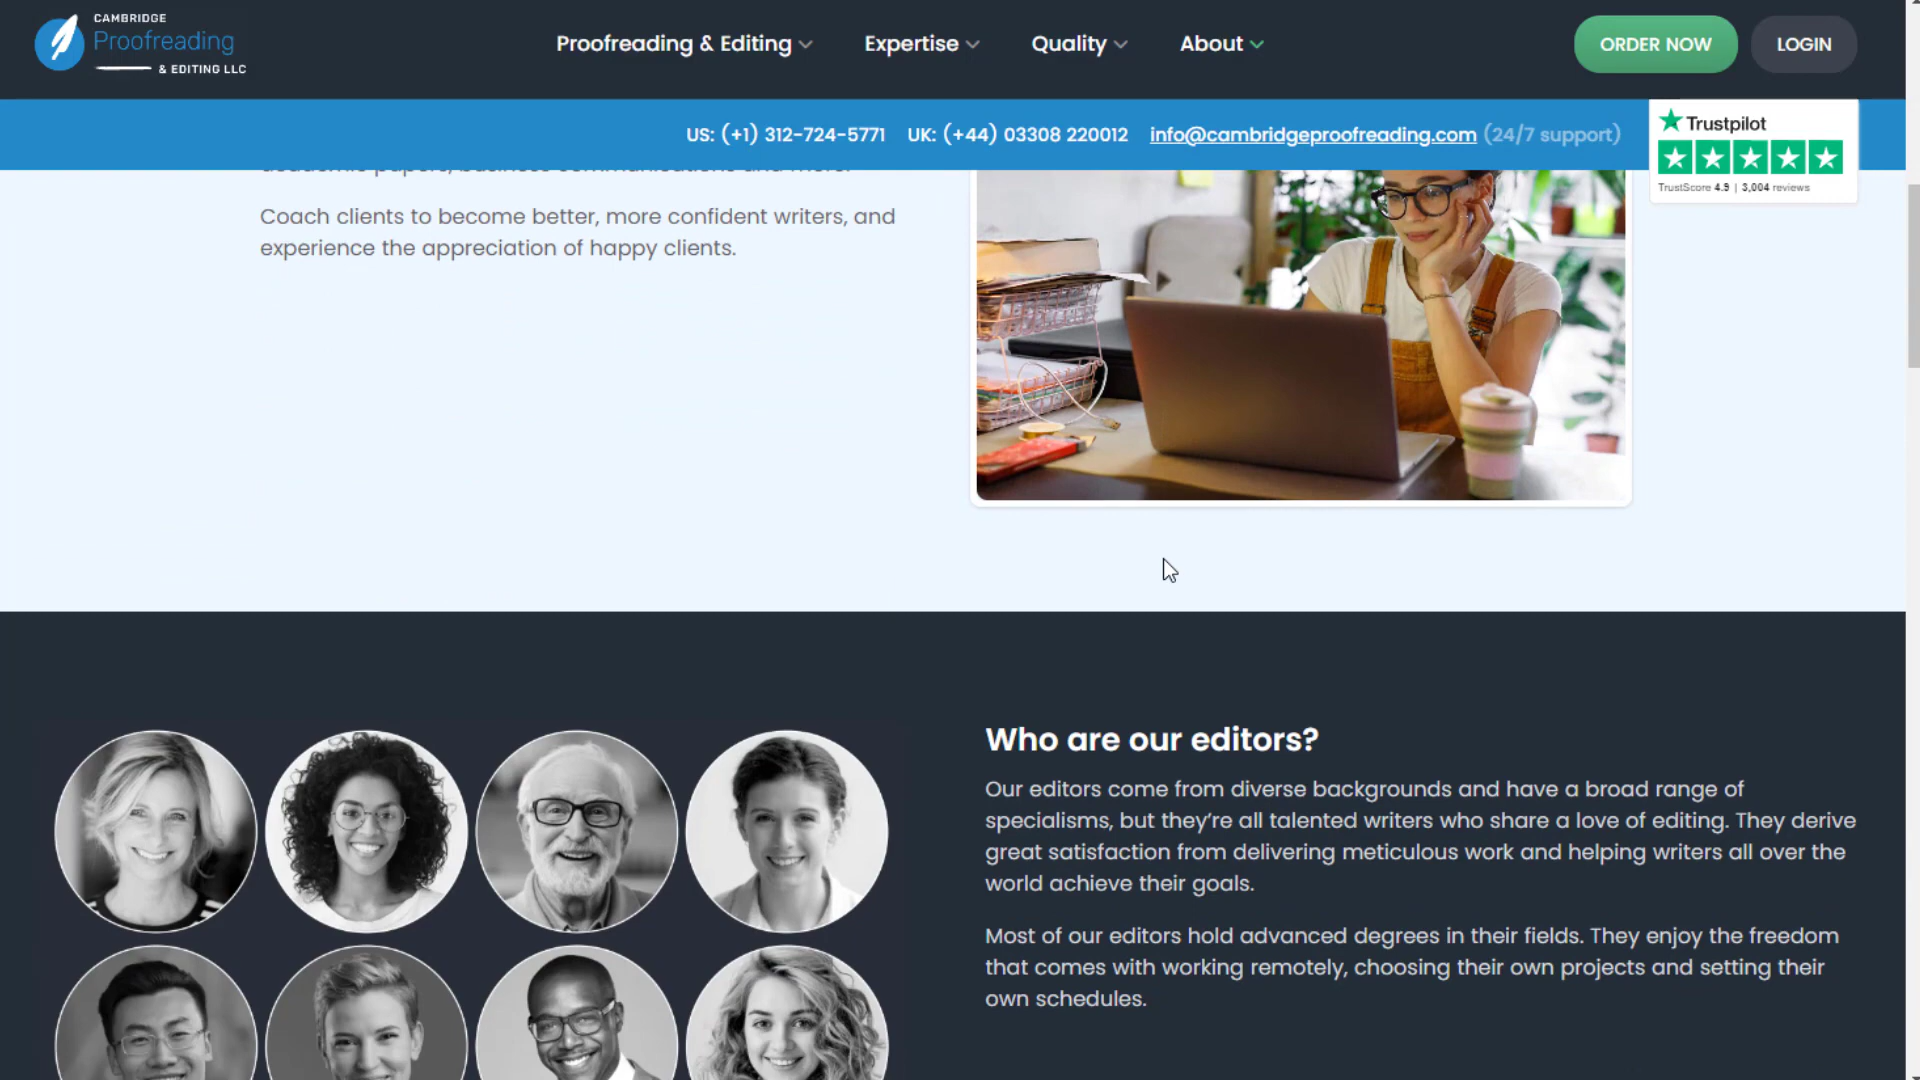 CAMBRIDGE
Proofreading
& EDITING LLC
Proofreading & Editing
Expertise
Quality
About
ORDER NOW
LOGIN
US: (+1) 312-724-5771 UK: (+44) 03308 220012 info@cambridgeproofreading.com (24/7 support)
Trustpilot
TrustScore 4.9 | 3,004 reviews
academic papers, business communications and more.
Coach clients to become better, more confident writers, and
experience the appreciation of happy clients.
Who are our editors?
Our editors come from diverse backgrounds and have a broad range of
specialisms, but they’re all talented writers who share a love of editing. They derive
great satisfaction from delivering meticulous work and helping writers all over the
world achieve their goals.
Most of our editors hold advanced degrees in their fields. They enjoy the freedom
that comes with working remotely, choosing their own projects and setting their
own schedules.